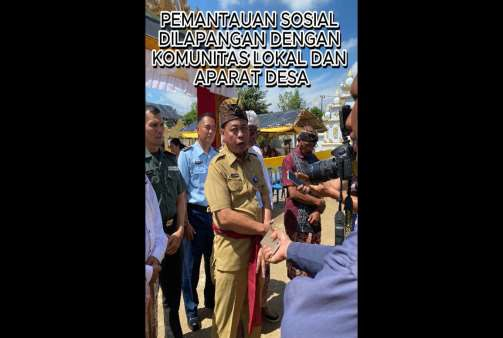 PEMANTAUAN SOSIAL
DILAPANGAN DENGAN
KOMUNITAS LOKAL DAN
APARAT DESA